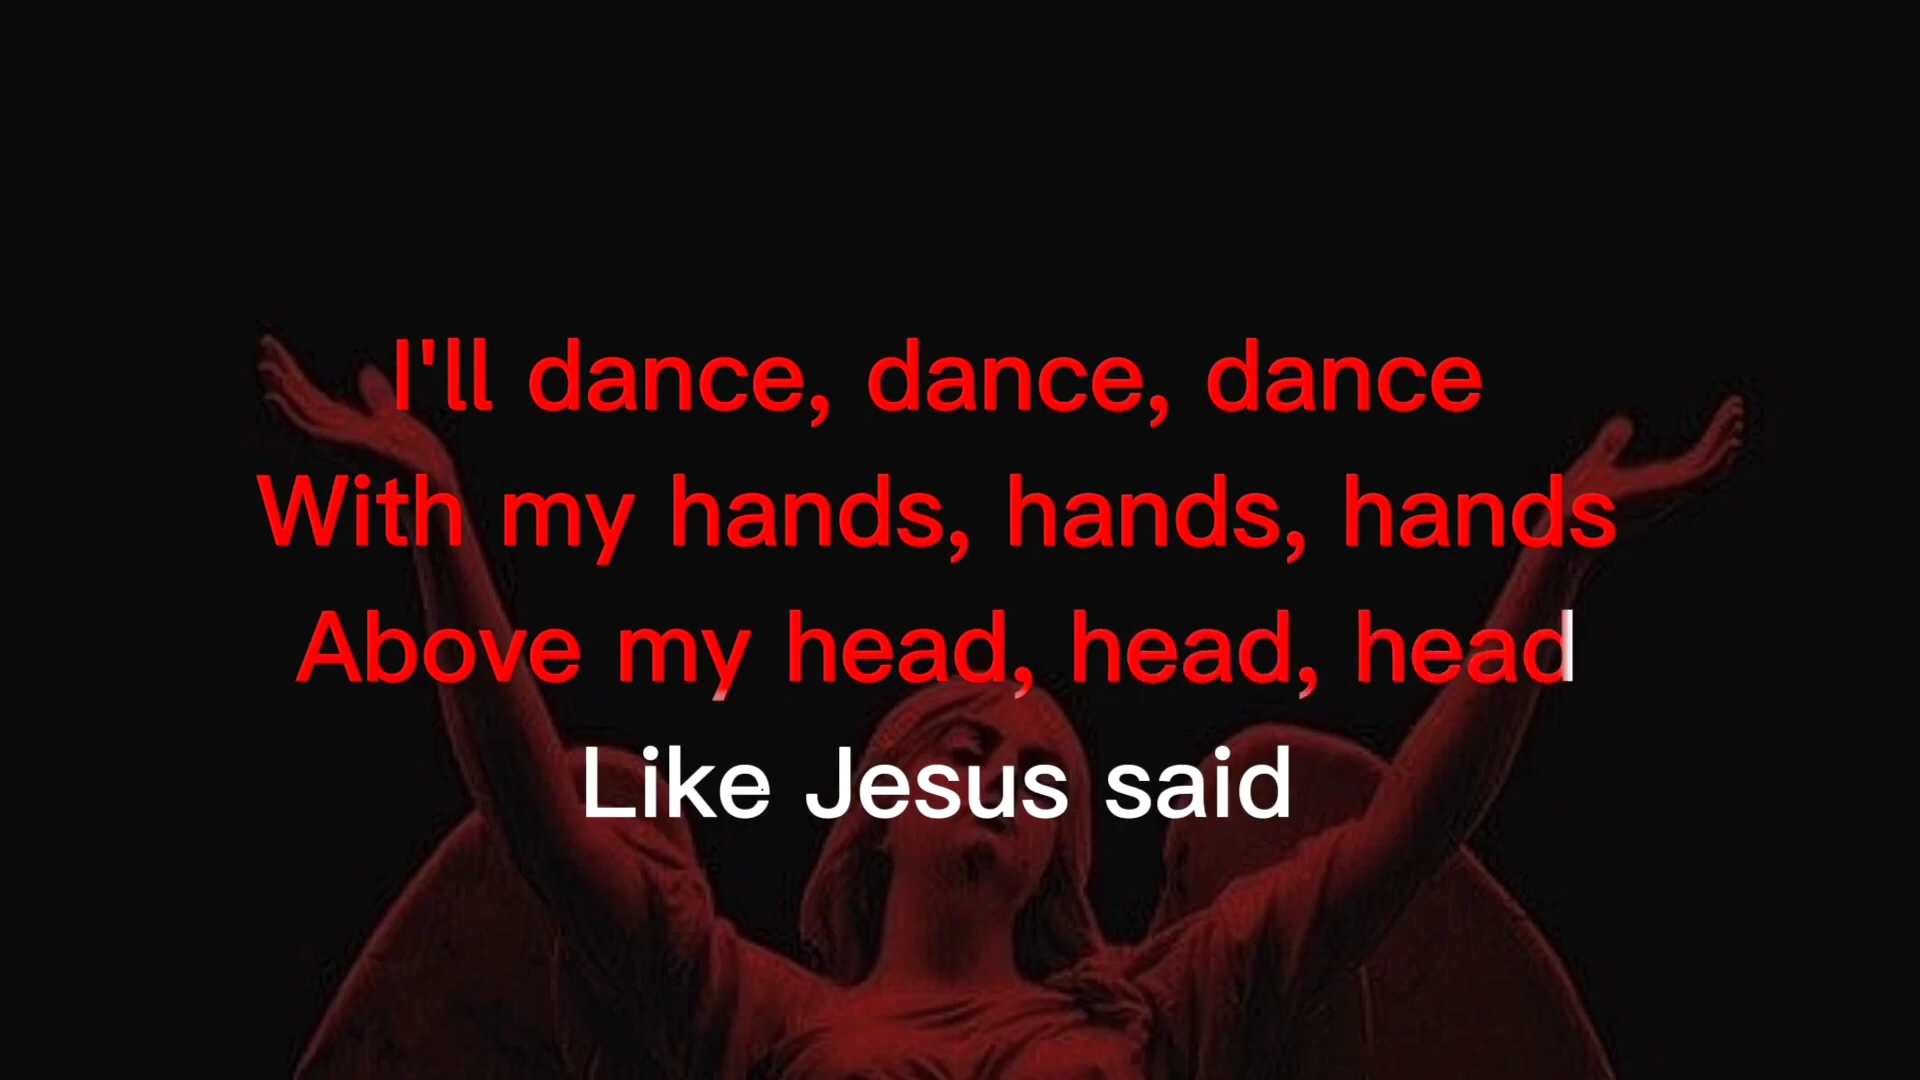 I'll dance, dance, dance
With my hands, hands, hands
Above my head, head, head
Like Jesus said